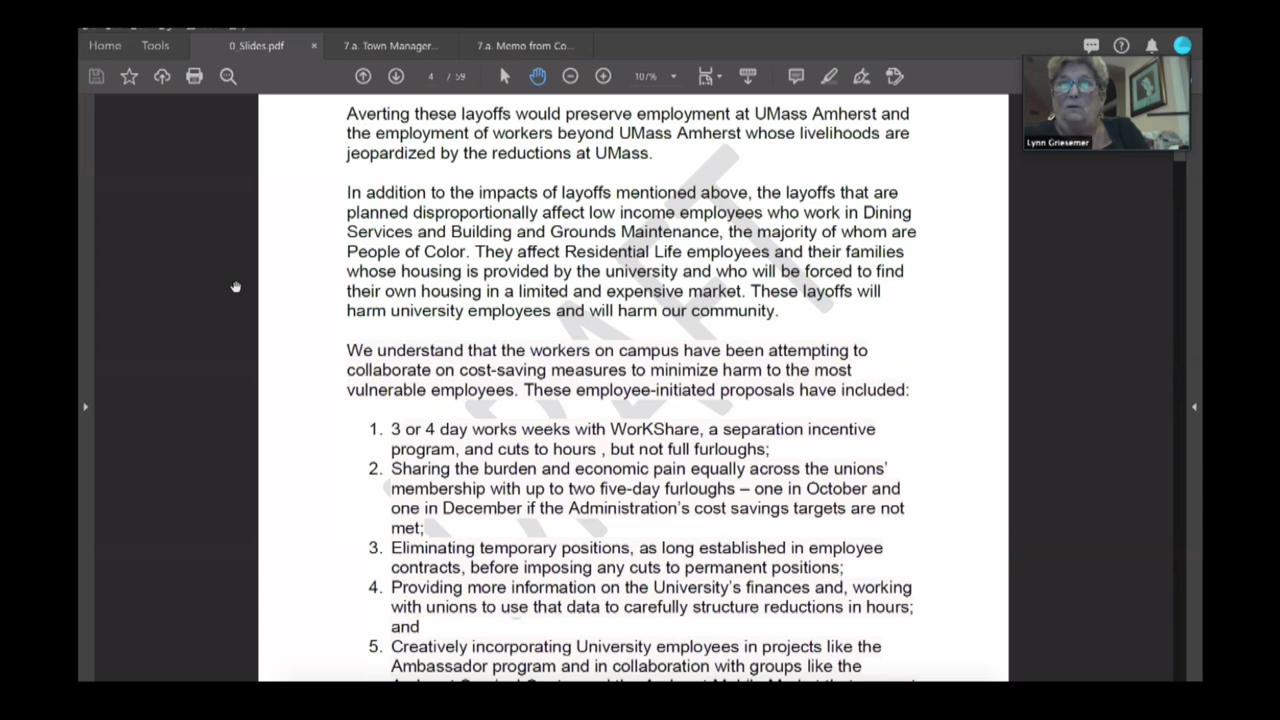 Home Tools 0_Slides.pdf × 7.a. Town Manager... 7.a. Memo from Co...
4 / 59 107%
Lynn Griesemer
Averting these layoffs would preserve employment at UMass Amherst and
the employment of workers beyond UMass Amherst whose livelihoods are
jeopardized by the reductions at UMass.
In addition to the impacts of layoffs mentioned above, the layoffs that are
planned disproportionally affect low income employees who work in Dining
Services and Building and Grounds Maintenance, the majority of whom are
People of Color. They affect Residential Life employees and their families
whose housing is provided by the university and who will be forced to find
their own housing in a limited and expensive market. These layoffs will
harm university employees and will harm our community.
We understand that the workers on campus have been attempting to
collaborate on cost-saving measures to minimize harm to the most
vulnerable employees. These employee-initiated proposals have included:
1. 3 or 4 day works weeks with WorKShare, a separation incentive
program, and cuts to hours , but not full furloughs;
2. Sharing the burden and economic pain equally across the unions'
membership with up to two five-day furloughs – one in October and
one in December if the Administration's cost savings targets are not
met;
3. Eliminating temporary positions, as long established in employee
contracts, before imposing any cuts to permanent positions;
4. Providing more information on the University's finances and, working
with unions to use that data to carefully structure reductions in hours;
and
5. Creatively incorporating University employees in projects like the
Ambassador program and in collaboration with groups like the
DRAFT